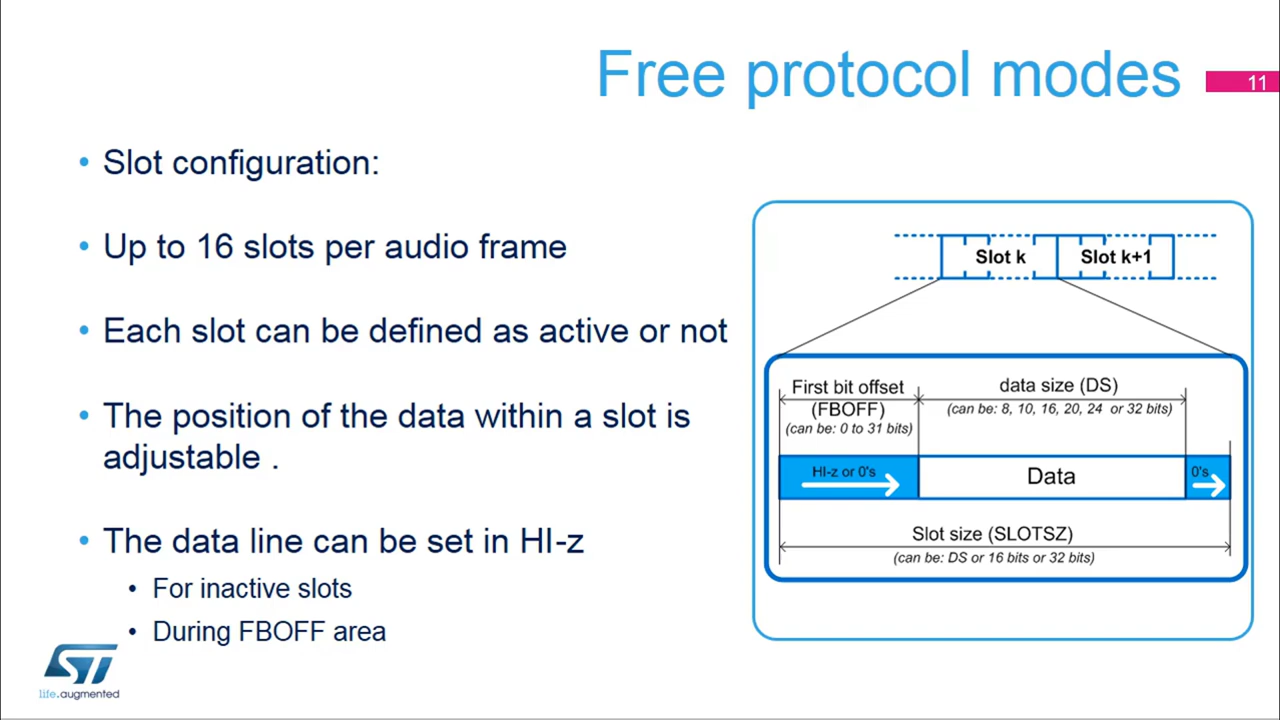 Free protocol modes
11
• Slot configuration:
• Up to 16 slots per audio frame
• Each slot can be defined as active or not
• The position of the data within a slot is
adjustable .
• The data line can be set in HI-z
• For inactive slots
• During FBOFF area
Slot k
Slot k+1
First bit offset
(FBOFF)
(can be: 0 to 31 bits)
data size (DS)
(can be: 8, 10, 16, 20, 24 or 32 bits)
HI-z or 0's
Data
0's
Slot size (SLOTSZ)
(can be: DS or 16 bits or 32 bits)
ST
life.augmented